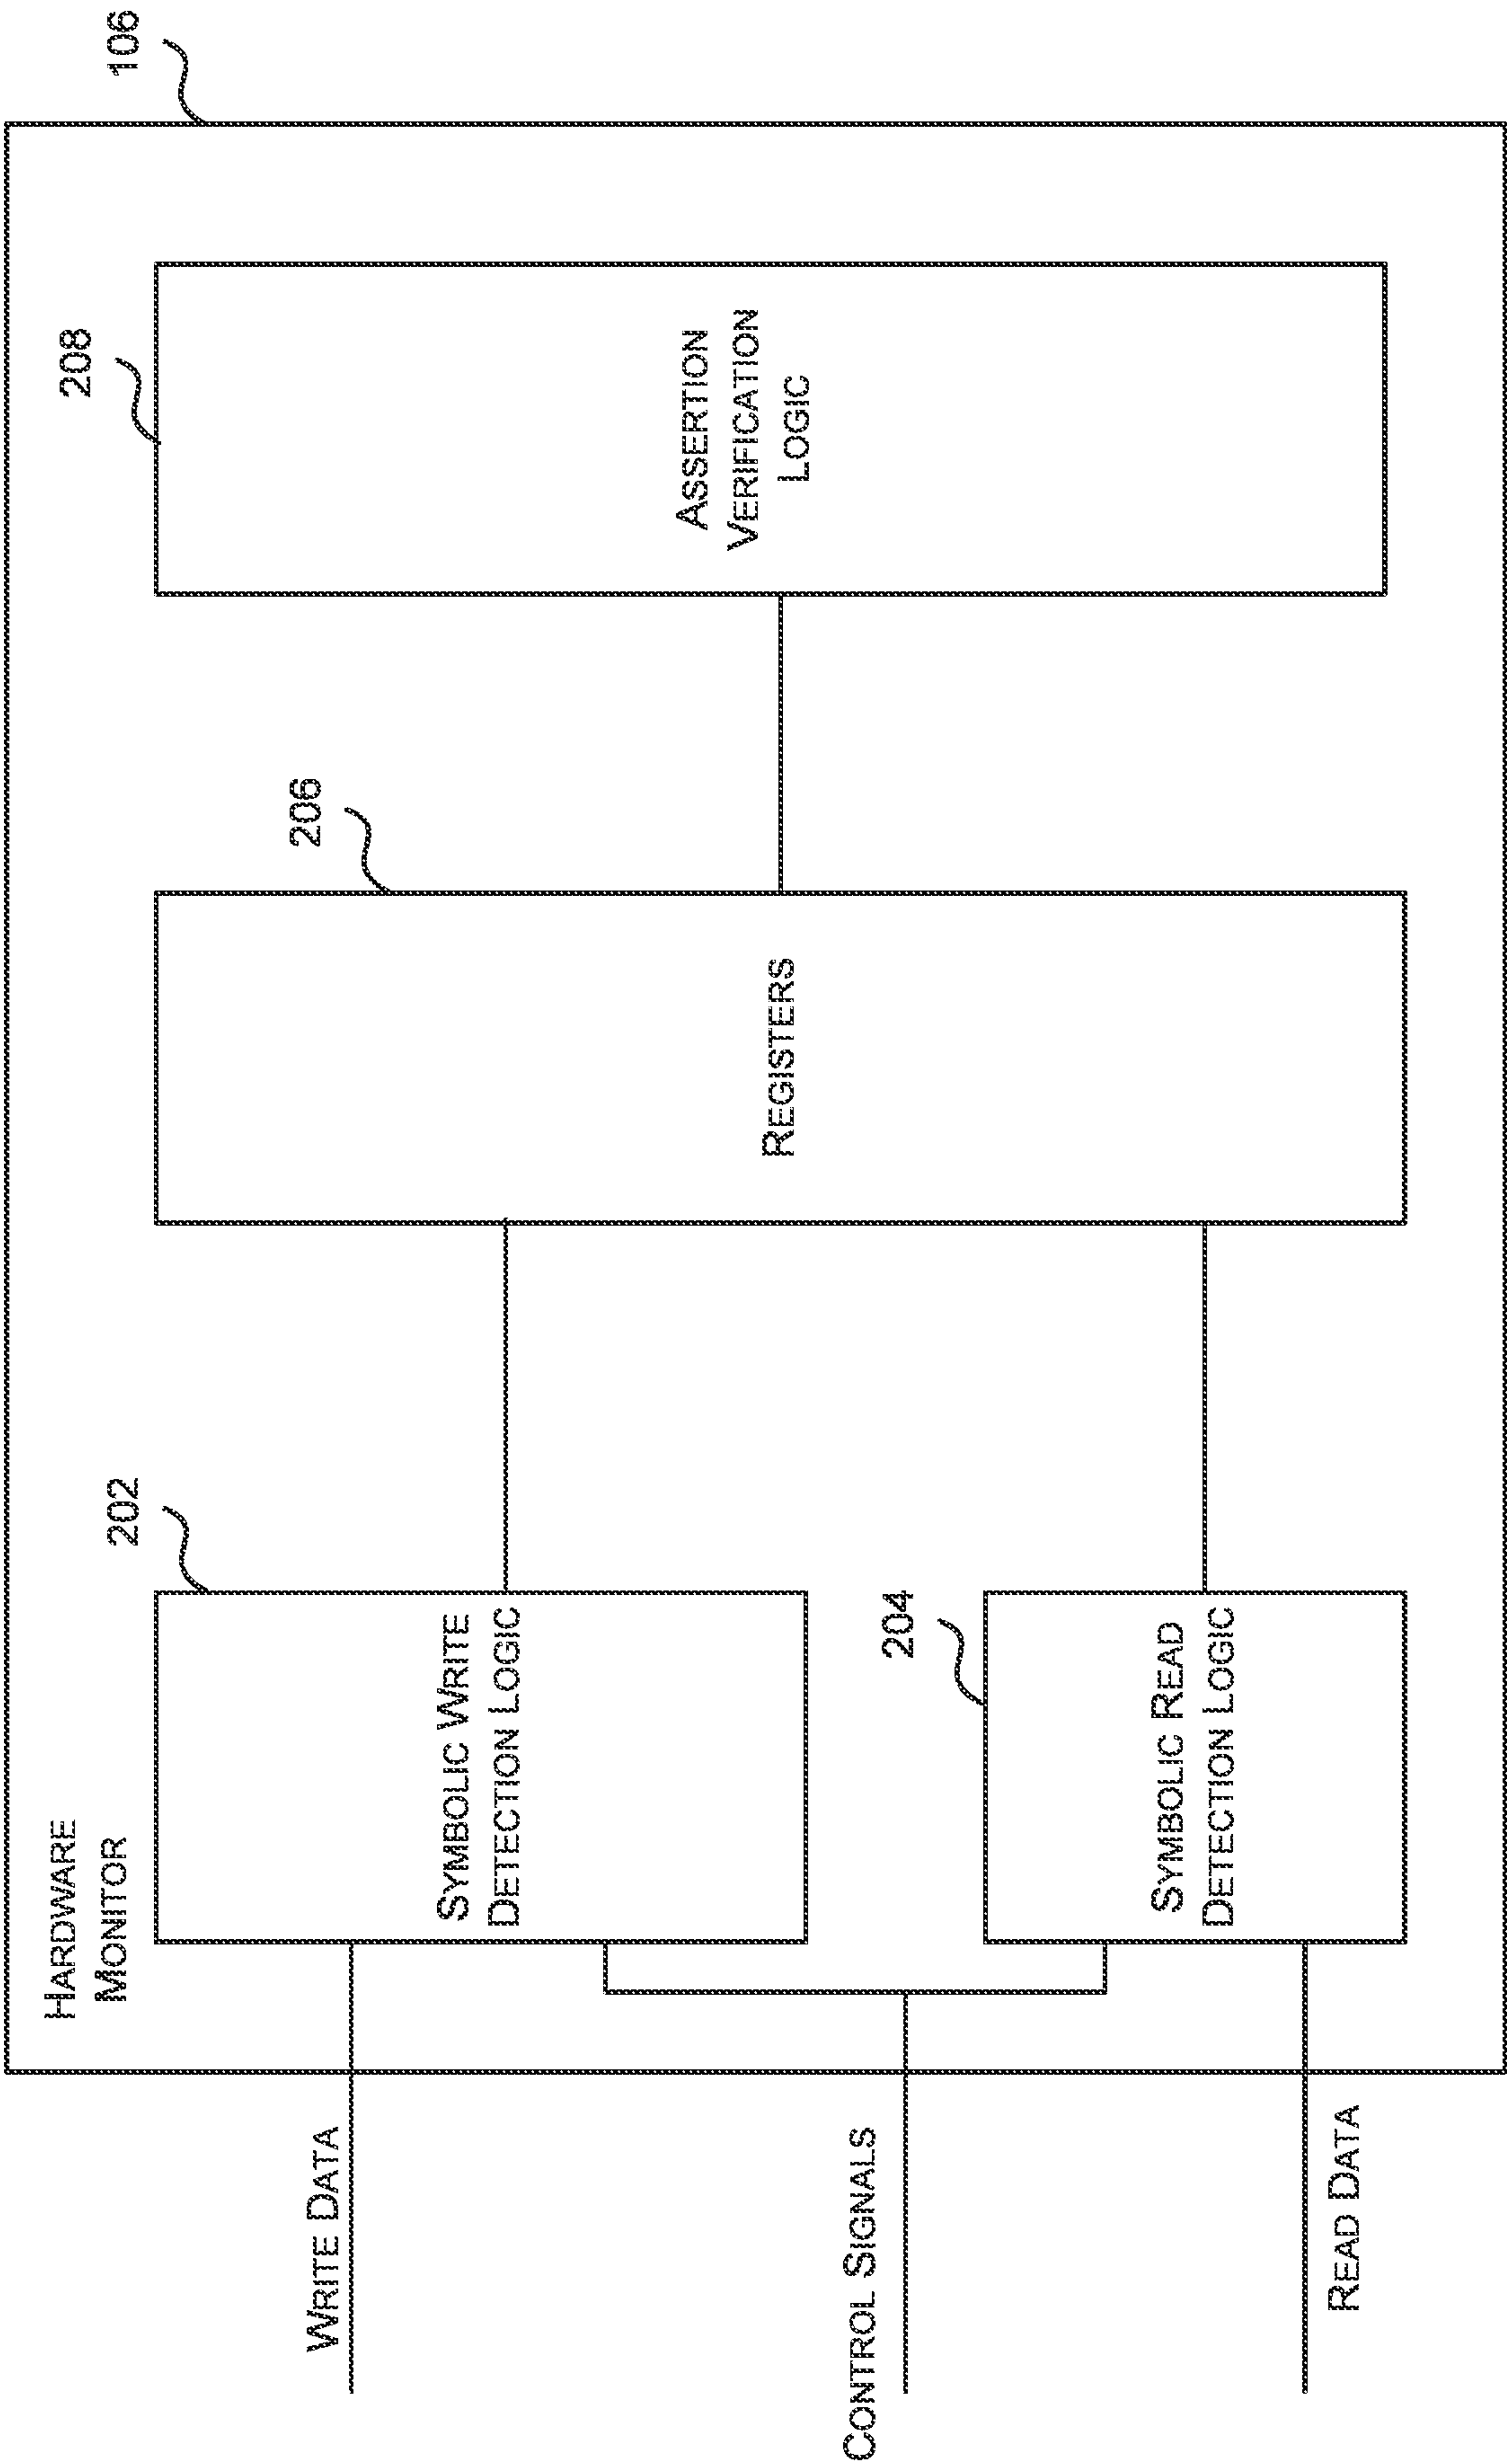 106
HARDWARE
MONITOR
WRITE DATA
202
SYMBOLIC WRITE
DETECTION LOGIC
206
REGISTERS
208
ASSERTION
VERIFICATION
LOGIC
CONTROL SIGNALS
204
SYMBOLIC READ
DETECTION LOGIC
READ DATA